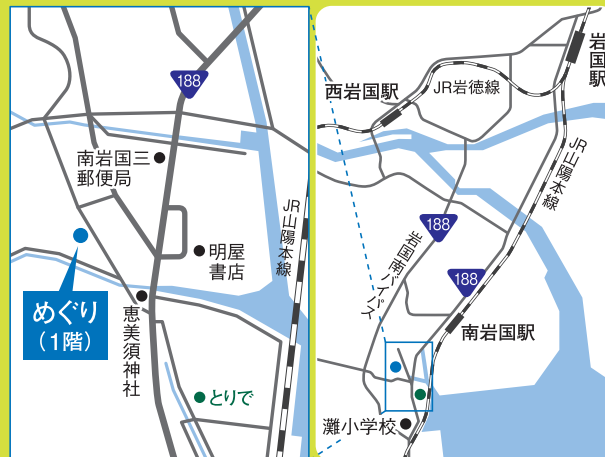 188
南岩国三
郵便局
JR山陽本線
明屋
書店
めぐり
(1階)
恵美須神社
とりで
岩国駅
西岩国駅
JR岩徳線
JR山陽本線
188
岩国南バイパス
188
南岩国駅
灘小学校